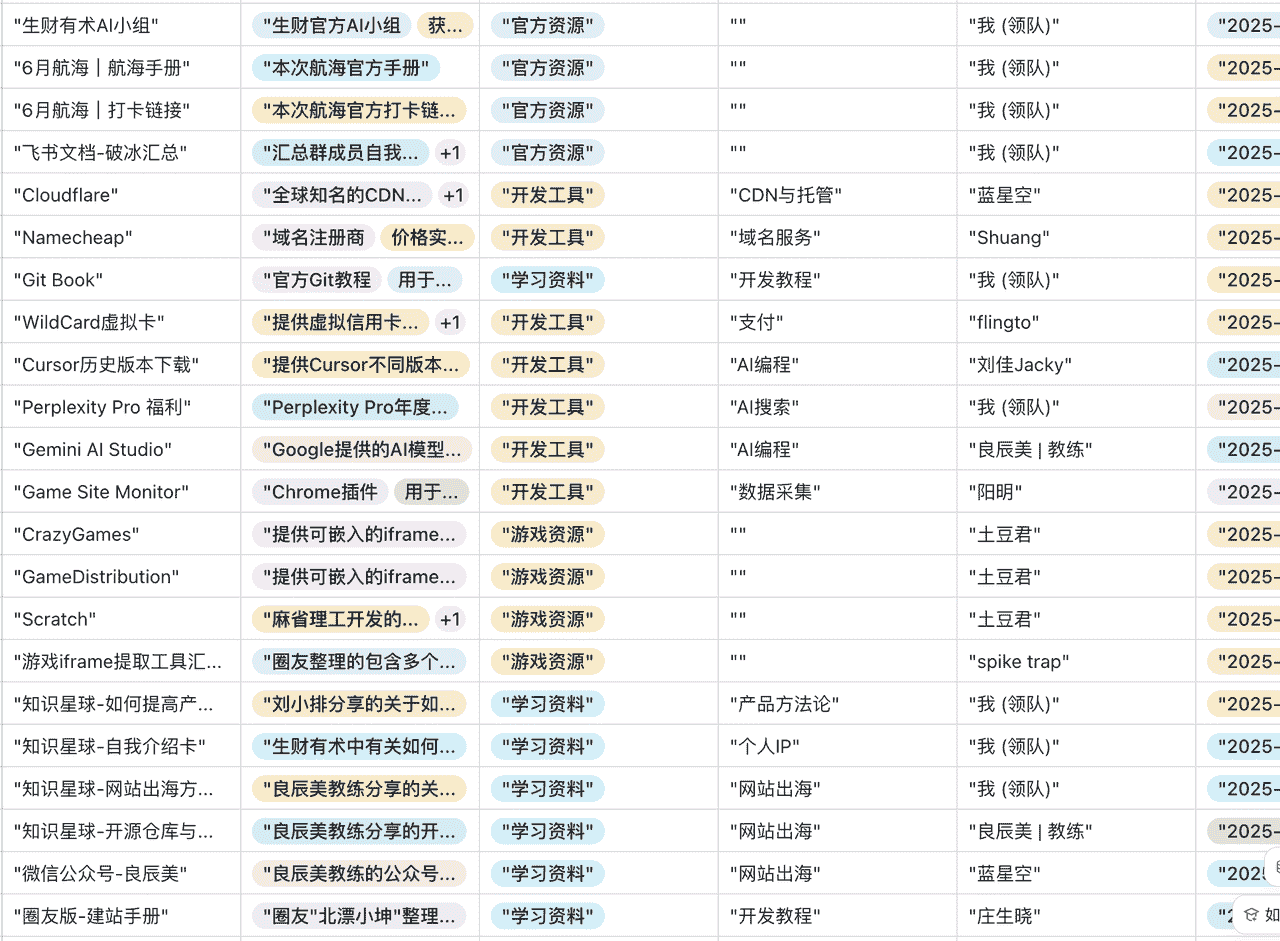 "生财有术AI小组" "生财官方AI小组 获... "官方资源" "" "我 (领队)" "2025-
"6月航海｜航海手册" "本次航海官方手册" "官方资源" "" "我 (领队)" "2025-
"6月航海｜打卡链接" "本次航海官方打卡链... "官方资源" "" "我 (领队)" "2025-
"飞书文档-破冰汇总" "汇总群成员自我... +1 "官方资源" "" "我 (领队)" "2025-
"Cloudflare" "全球知名的CDN... +1 "开发工具" "CDN与托管" "蓝星空" "2025-
"Namecheap" "域名注册商 价格实... "开发工具" "域名服务" "Shuang" "2025-
"Git Book" "官方Git教程 用于... "学习资料" "开发教程" "我 (领队)" "2025-
"WildCard虚拟卡" "提供虚拟信用卡... +1 "开发工具" "支付" "flingto" "2025-
"Cursor历史版本下载" "提供Cursor不同版本... "开发工具" "AI编程" "刘佳Jacky" "2025-
"Perplexity Pro 福利" "Perplexity Pro年度... "开发工具" "AI搜索" "我 (领队)" "2025-
"Gemini AI Studio" "Google提供的AI模型... "开发工具" "AI编程" "良辰美 | 教练" "2025-
"Game Site Monitor" "Chrome插件 用于... "开发工具" "数据采集" "阳明" "2025-
"CrazyGames" "提供可嵌入的iframe... "游戏资源" "" "土豆君" "2025-
"GameDistribution" "提供可嵌入的iframe... "游戏资源" "" "土豆君" "2025-
"Scratch" "麻省理工开发的... +1 "游戏资源" "" "土豆君" "2025-
"游戏iframe提取工具汇... "圈友整理的包含多个... "游戏资源" "" "spike trap" "2025-
"知识星球-如何提高产... "刘小排分享的关于如... "学习资料" "产品方法论" "我 (领队)" "2025-
"知识星球-自我介绍卡" "生财有术中有关如何... "学习资料" "个人IP" "我 (领队)" "2025-
"知识星球-网站出海方... "良辰美教练分享的关... "学习资料" "网站出海" "我 (领队)" "2025-
"知识星球-开源仓库与... "良辰美教练分享的开... "学习资料" "网站出海" "良辰美 | 教练" "2025-
"微信公众号-良辰美" "良辰美教练的公众号... "学习资料" "网站出海" "蓝星空" "202
"圈友版-建站手册" "圈友"北漂小坤"整理... "学习资料" "开发教程" "庄生晓" "2 如